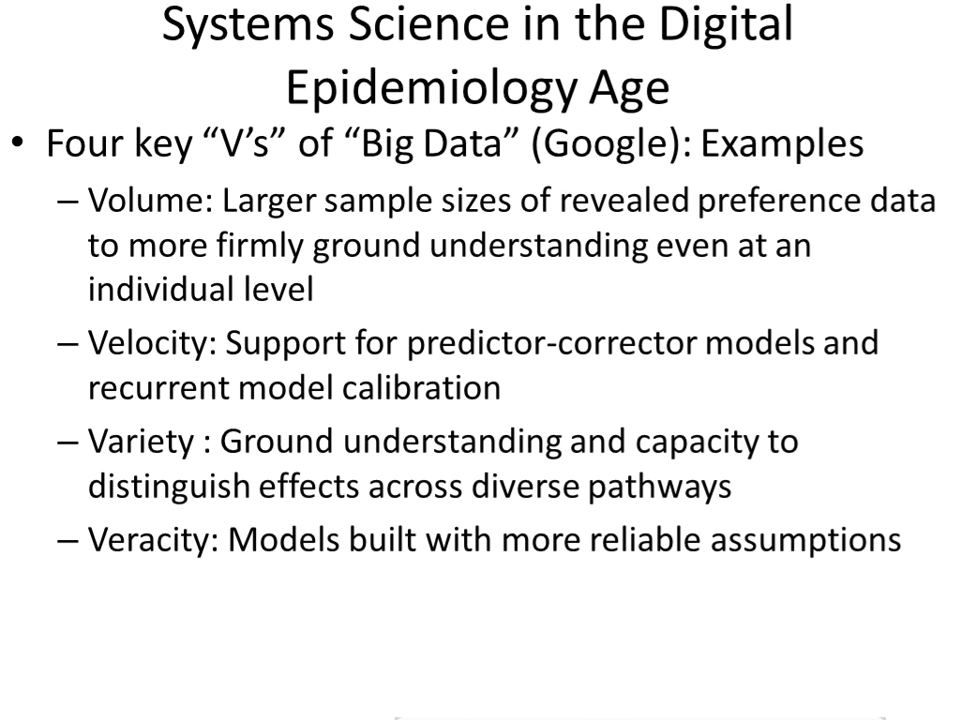 Systems Science in the Digital
Epidemiology Age
• Four key “V’s” of “Big Data” (Google): Examples
– Volume: Larger sample sizes of revealed preference data
to more firmly ground understanding even at an
individual level
– Velocity: Support for predictor-corrector models and
recurrent model calibration
– Variety : Ground understanding and capacity to
distinguish effects across diverse pathways
– Veracity: Models built with more reliable assumptions